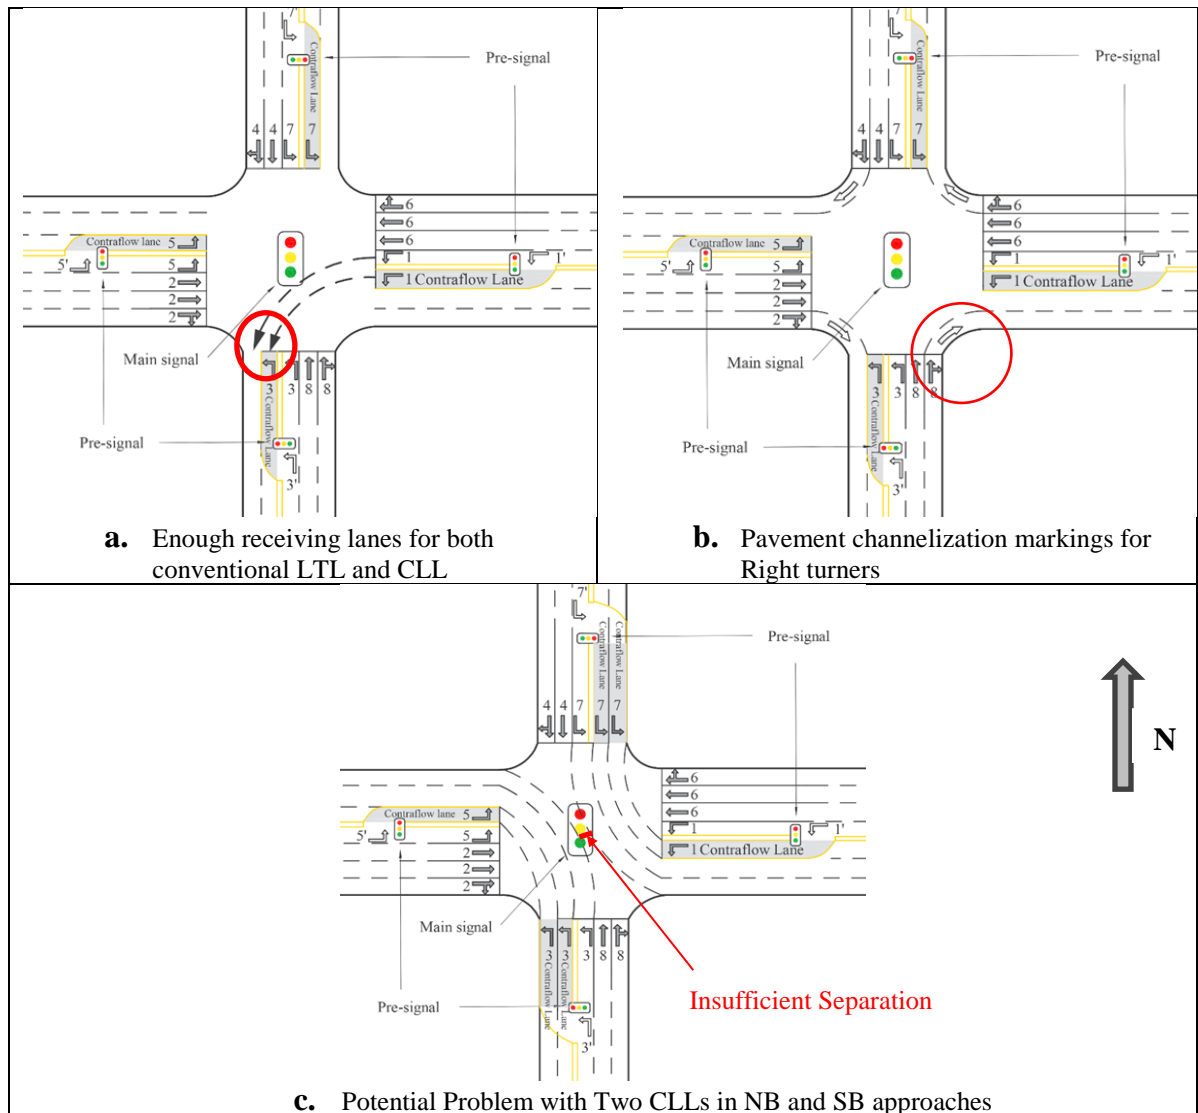 7'
Pre-signal
Contraflow Lane
4 4 7 7
6
6
6
Contraflow lane 5
5' 5
1 1'
1 Contraflow Lane
2
2
2
Main signal
3 3 8 8
Contraflow Lane
Pre-signal
3'
a. Enough receiving lanes for both
conventional LTL and CLL
7'
Pre-signal
Contraflow Lane
4 4 7 7
6
6
6
Contraflow lane 5
5' 5
1 1'
1 Contraflow Lane
2
2
2
Main signal
3 3 8 8
Contraflow Lane
Pre-signal
3'
b. Pavement channelization markings for
Right turners
7'
Pre-signal
Contraflow Lane
Contraflow Lane
4 4 7 7 7
N
6
6
6
Contraflow lane 5
5' 5
1 1'
1 Contraflow Lane
2
2
2
Main signal
3 3 3 8 8
Contraflow Lane
Contraflow Lane
Pre-signal
Insufficient Separation
3'
c. Potential Problem with Two CLLs in NB and SB approaches